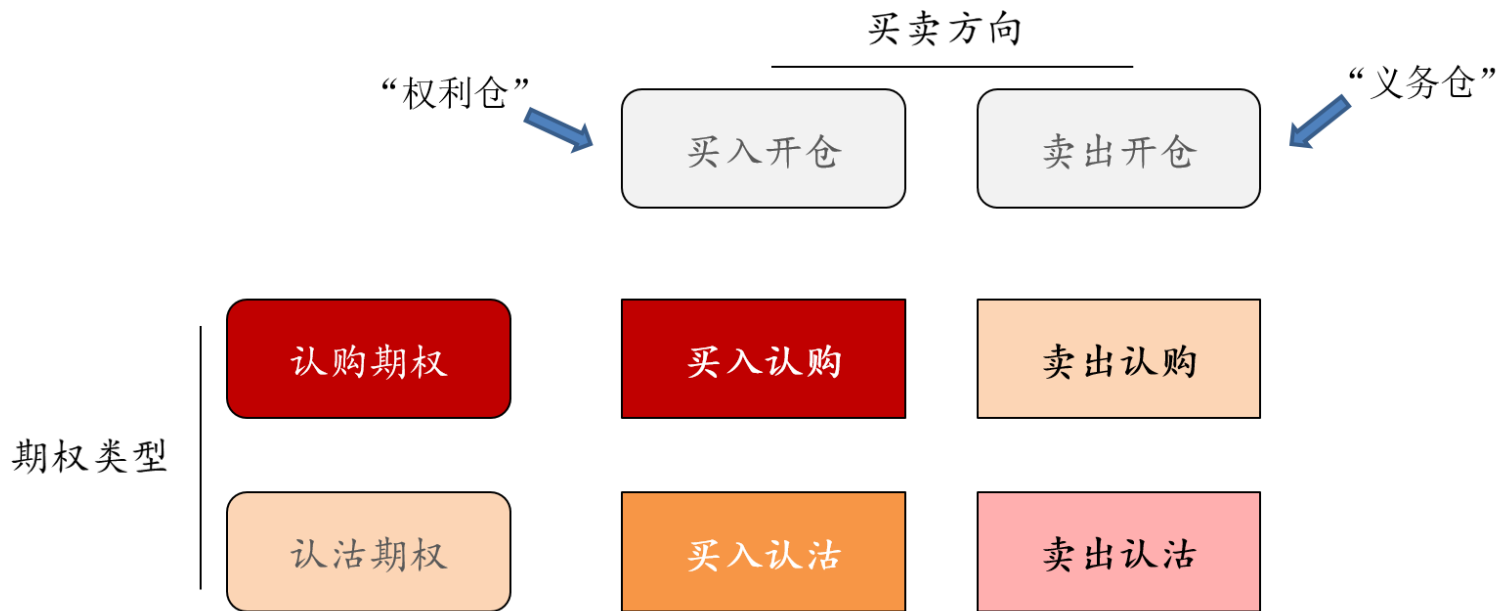 买卖方向
“权利仓”
“义务仓”
买入开仓
卖出开仓
认购期权
买入认购
卖出认购
期权类型
认沽期权
买入认沽
卖出认沽